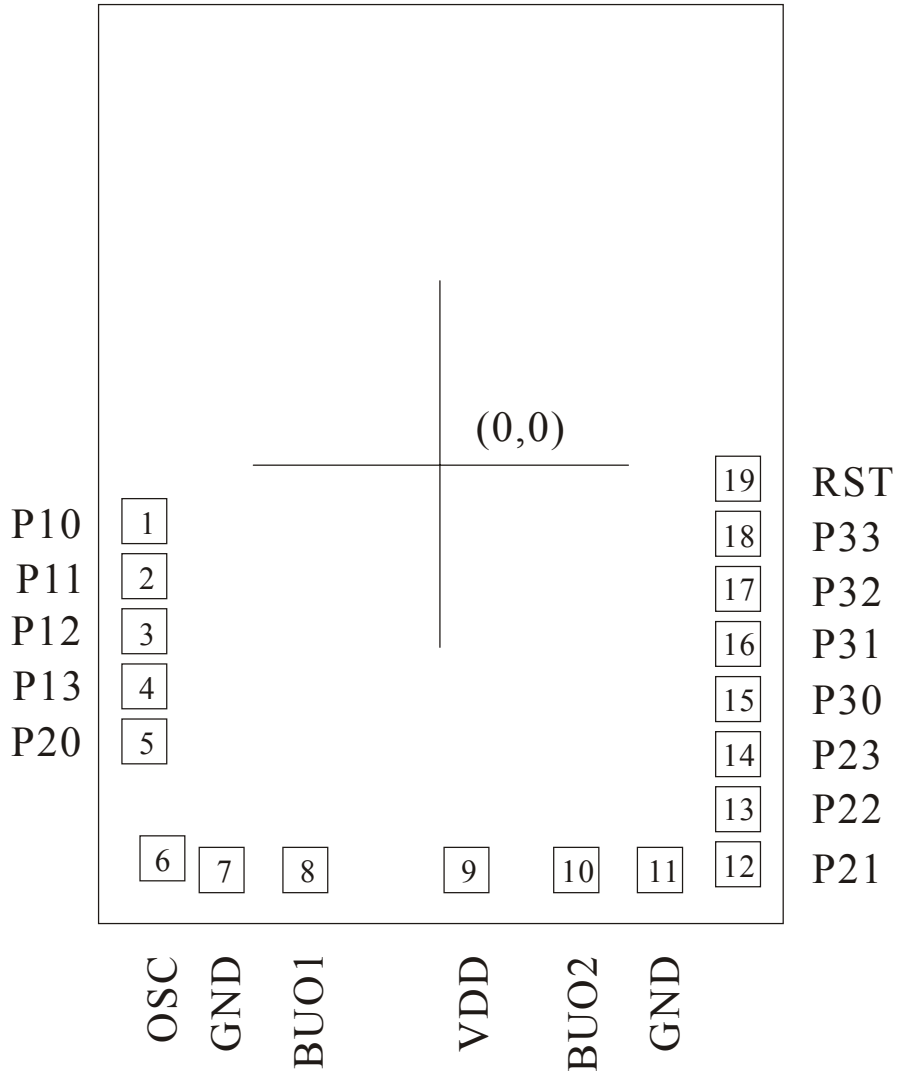 (0,0)
19 RST
P10 1
18 P33
P11 2
17 P32
P12 3
16 P31
P13 4
15 P30
P20 5
14 P23
13 P22
6 7 8 9 10 11 12 P21
OSC GND BUO1 VDD BUO2 GND